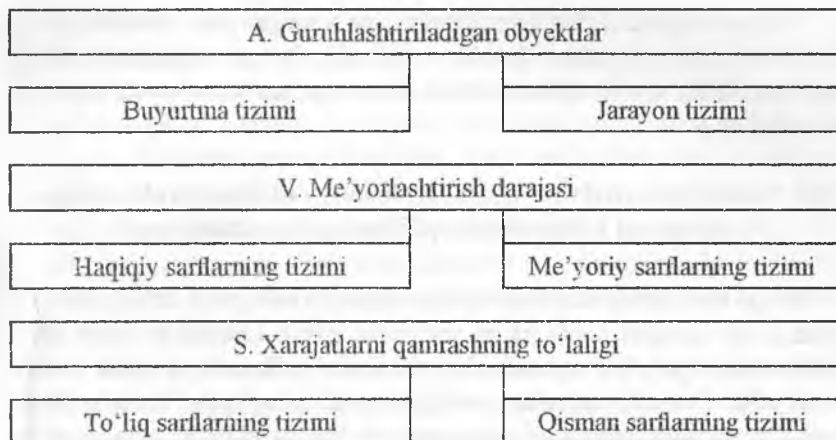 A. Guruhlashtiriladigan obyektlar
Buyurtma tizimi
Jarayon tizimi
V. Me’yorlashtirish darajasi
Haqiqiy sarflarning tizimi
Me’yoriy sarflarning tizimi
S. Xarajatlarni qamrashning to‘laligi
To‘liq sarflarning tizimi
Qisman sarflarning tizimi